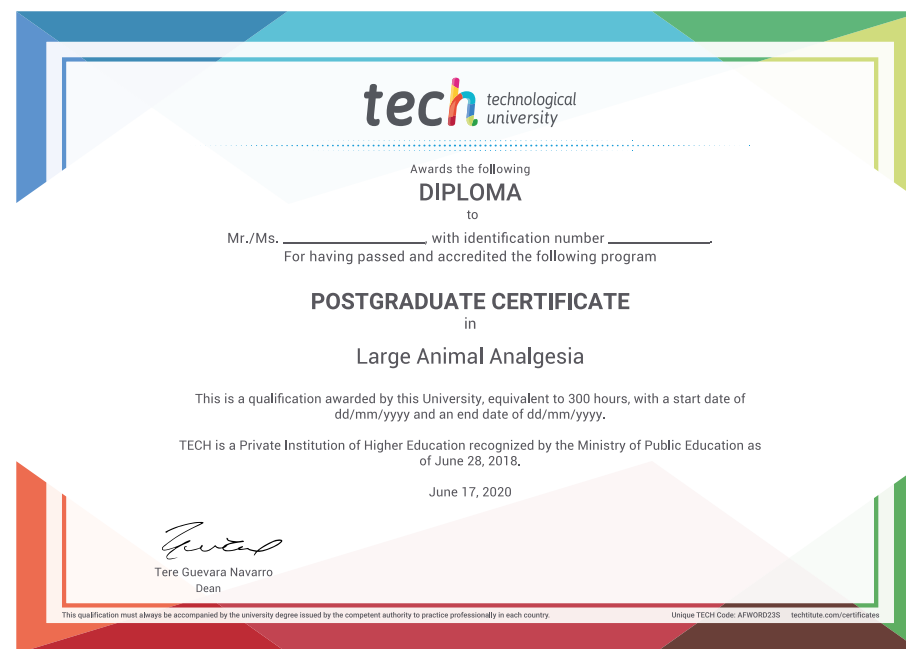 tech technological
university
Awards the following
DIPLOMA
to
Mr./Ms. ____________________, with identification number ______________.
For having passed and accredited the following program
POSTGRADUATE CERTIFICATE
in
Large Animal Analgesia
This is a qualification awarded by this University, equivalent to 300 hours, with a start date of
dd/mm/yyyy and an end date of dd/mm/yyyy.
TECH is a Private Institution of Higher Education recognized by the Ministry of Public Education as
of June 28, 2018.
June 17, 2020
Tere Guevara Navarro
Dean
This qualification must always be accompanied by the university degree issued by the competent authority to practice professionally in each country.
Unique TECH Code: AFWORD23S techtitute.com/certificates